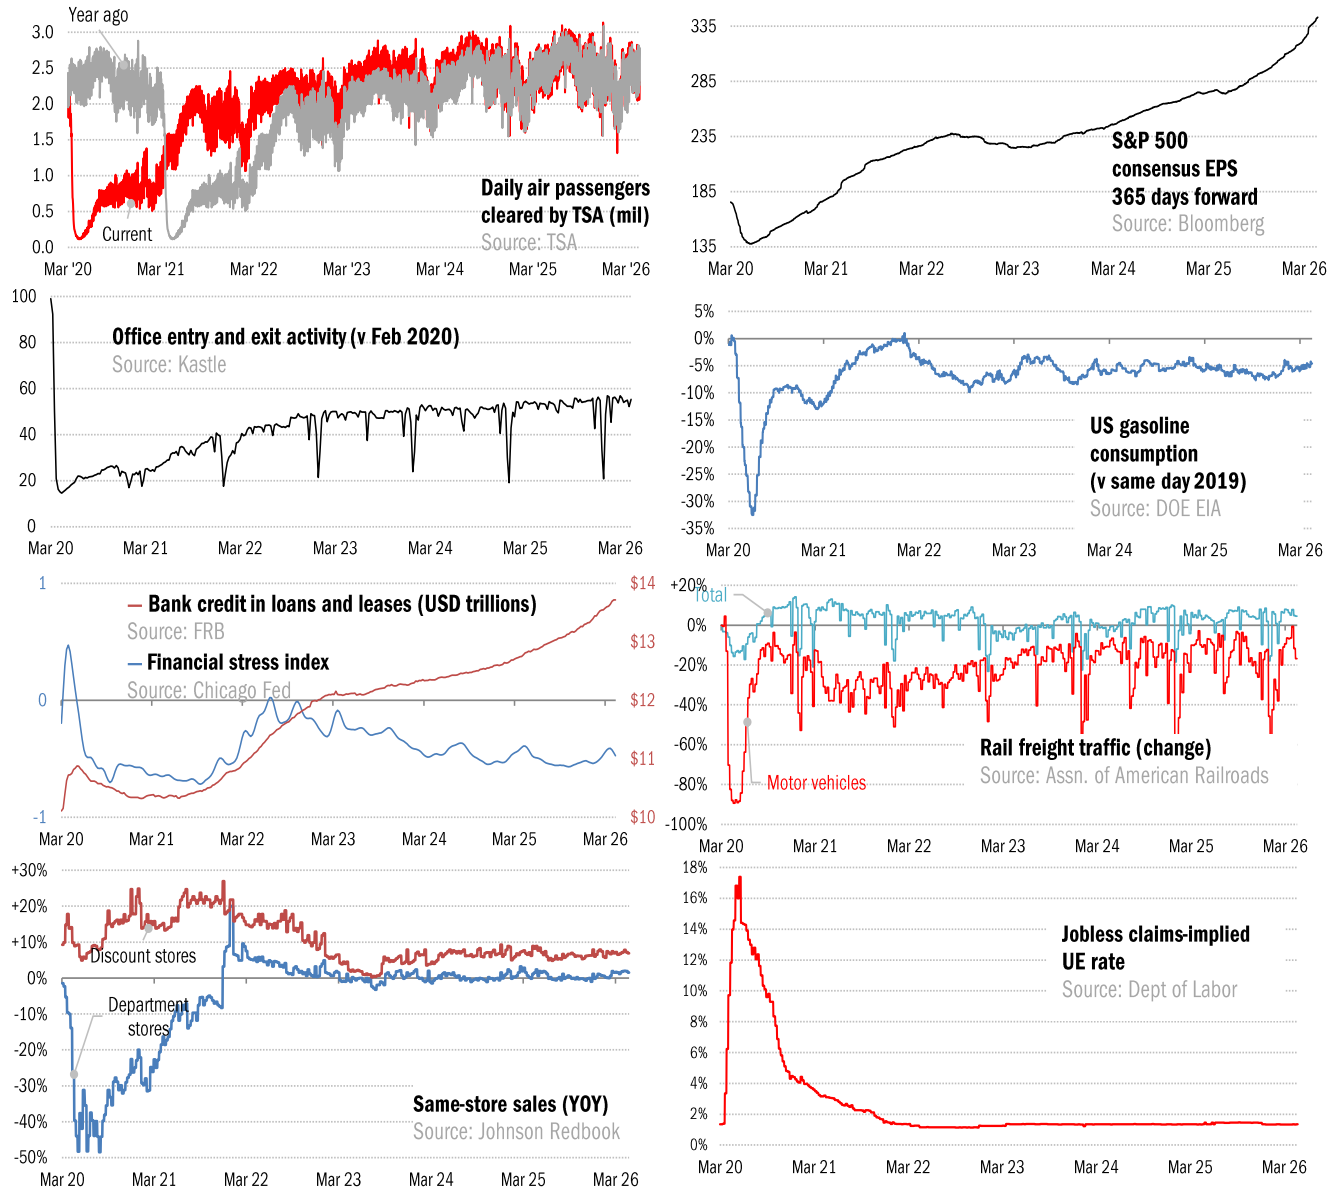 Year ago
3.0
2.5
2.0
1.5
1.0
0.5
0.0
Current
Daily air passengers
cleared by TSA (mil)
Source: TSA
Mar '20
Mar '21
Mar '22
Mar '23
Mar '24
Mar '25
Mar '26
335
285
235
185
135
S&P 500
consensus EPS
365 days forward
Source: Bloomberg
Mar 20
Mar 21
Mar 22
Mar 23
Mar 24
Mar 25
Mar 26
100
80
60
40
20
0
Office entry and exit activity (v Feb 2020)
Source: Kastle
Mar 20
Mar 21
Mar 22
Mar 23
Mar 24
Mar 25
Mar 26
5%
0%
-5%
-10%
-15%
-20%
-25%
-30%
-35%
US gasoline
consumption
(v same day 2019)
Source: DOE EIA
Mar 20
Mar 21
Mar 22
Mar 23
Mar 24
Mar 25
Mar 26
1
0
-1
Bank credit in loans and leases (USD trillions)
Source: FRB
Financial stress index
Source: Chicago Fed
$14
$13
$12
$11
$10
Mar 20
Mar 21
Mar 22
Mar 23
Mar 24
Mar 25
Mar 26
+20%
0%
-20%
-40%
-60%
-80%
-100%
Total
Motor vehicles
Rail freight traffic (change)
Source: Assn. of American Railroads
Mar 20
Mar 21
Mar 22
Mar 23
Mar 24
Mar 25
Mar 26
+30%
+20%
+10%
0%
-10%
-20%
-30%
-40%
-50%
Discount stores
Department
stores
Same-store sales (YOY)
Source: Johnson Redbook
Mar 20
Mar 21
Mar 22
Mar 23
Mar 24
Mar 25
Mar 26
18%
16%
14%
12%
10%
8%
6%
4%
2%
0%
Jobless claims-implied
UE rate
Source: Dept of Labor
Mar 20
Mar 21
Mar 22
Mar 23
Mar 24
Mar 25
Mar 26